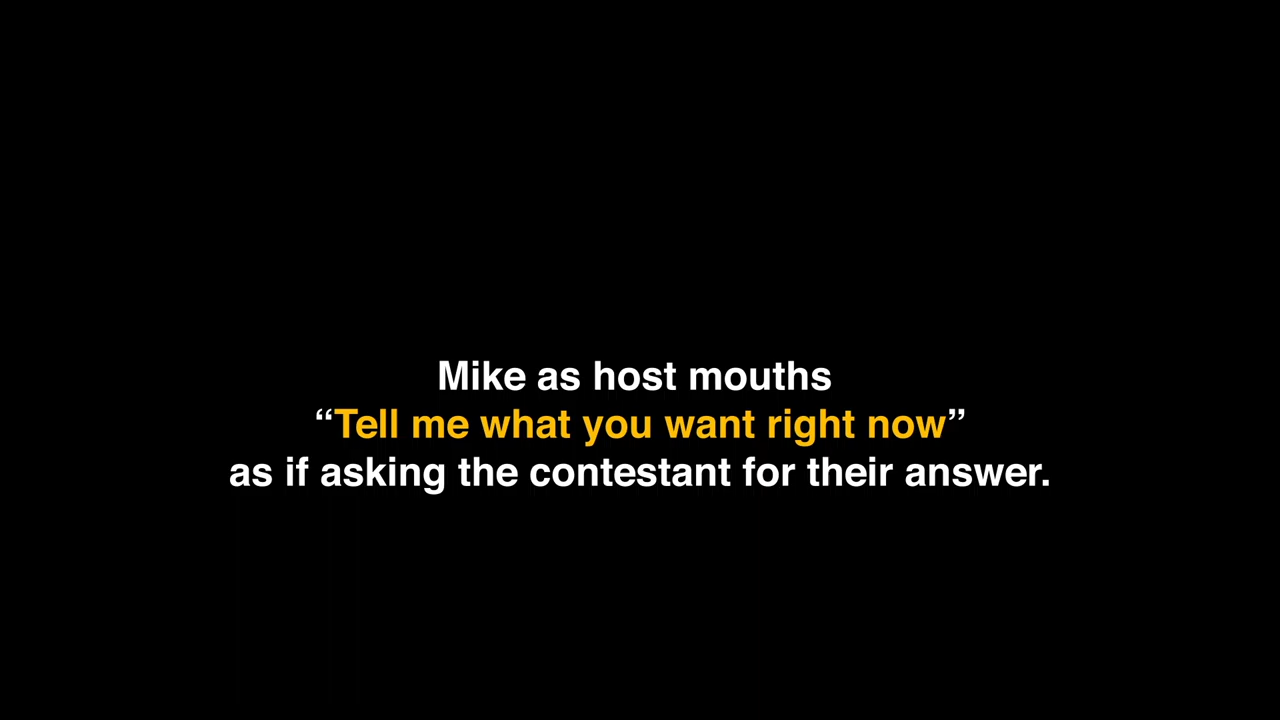 Mike as host mouths
“Tell me what you want right now”
as if asking the contestant for their answer.